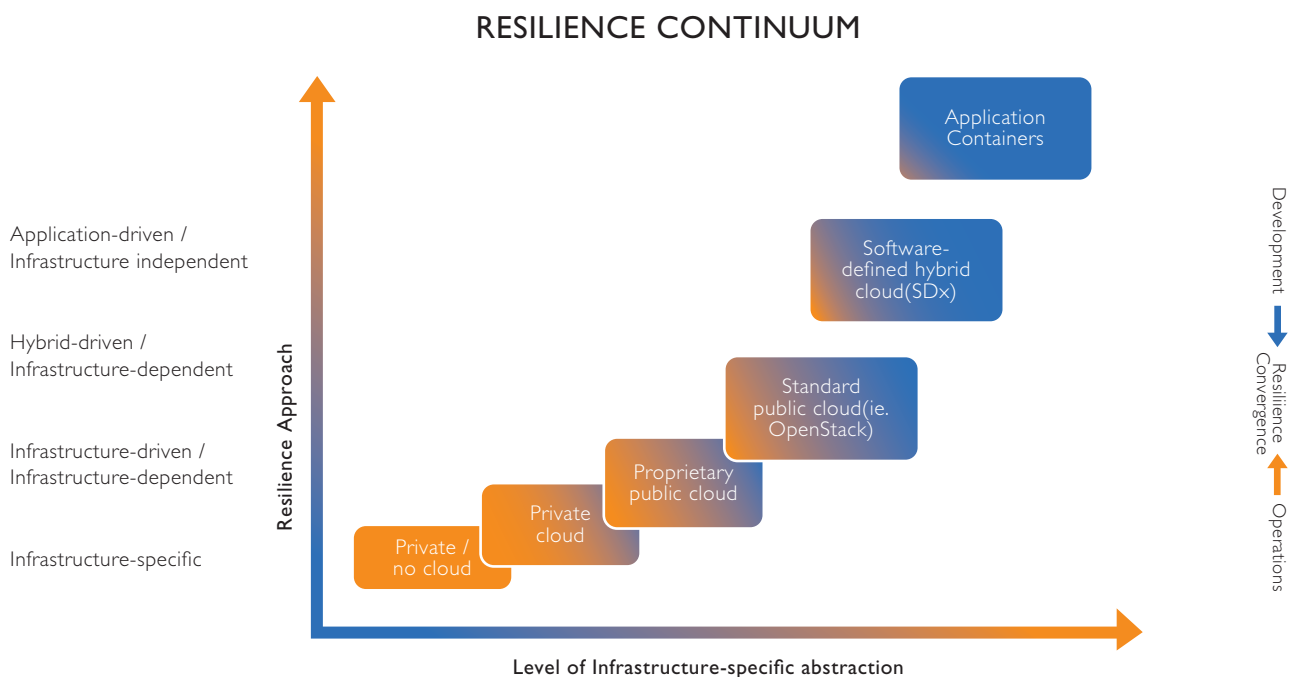 RESILIENCE CONTINUUM
Application
Containers
Application-driven /
Infrastructure independent
Software-
defined hybrid
cloud(SDx)
Hybrid-driven /
Infrastructure-dependent
Standard
public cloud(ie.
OpenStack)
Infrastructure-driven /
Infrastructure-dependent
Proprietary
public cloud
Private
cloud
Infrastructure-specific
Private /
no cloud
Resilience Approach
Level of Infrastructure-specific abstraction
Development
Resiliience
Convergence
Operations